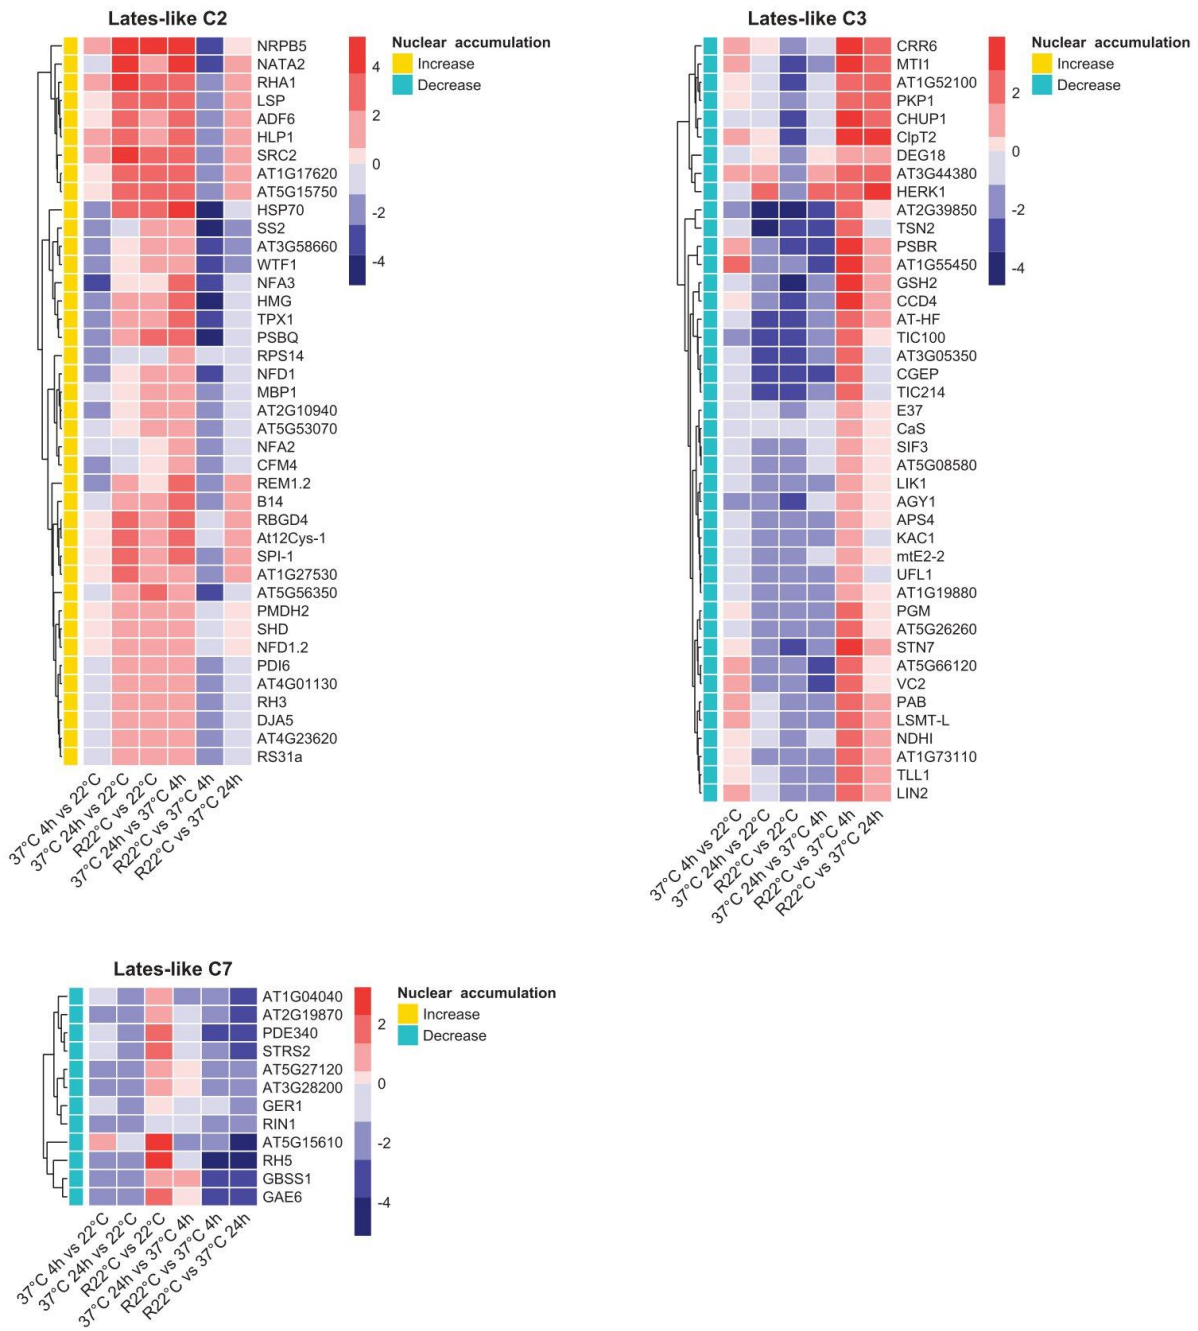 Lates-like C2
NRPB5
NATA2
RHA1
LSP
ADF6
HLP1
SRC2
AT1G17620
AT5G15750
HSP70
SS2
AT3G58660
WTF1
NFA3
HMG
TPX1
PSBQ
RPS14
NFD1
MBP1
AT2G10940
AT5G53070
NFA2
CFM4
REM1.2
B14
RBGD4
At12Cys-1
SPI-1
AT1G27530
AT5G56350
PMDH2
SHD
NFD1.2
PDI6
AT4G01130
RH3
DJA5
AT4G23620
RS31a
37°C 4h vs 22°C
37°C 24h vs 22°C
R22°C vs 22°C
37°C 24h vs 37°C 4h
R22°C vs 37°C 4h
R22°C vs 37°C 24h
4
2
0
-2
-4
Nuclear accumulation
Increase
Decrease
Lates-like C3
CRR6
MTI1
AT1G52100
PKP1
CHUP1
ClpT2
DEG18
AT3G44380
HERK1
AT2G39850
TSN2
PSBR
AT1G55450
GSH2
CCD4
AT-HF
TIC100
AT3G05350
CGEP
TIC214
E37
CaS
SIF3
AT5G08580
LIK1
AGY1
APS4
KAC1
mtE2-2
UFL1
AT1G19880
PGM
AT5G26260
STN7
AT5G66120
VC2
PAB
LSMT-L
NDHI
AT1G73110
TLL1
LIN2
37°C 4h vs 22°C
37°C 24h vs 22°C
R22°C vs 22°C
37°C 24h vs 37°C 4h
R22°C vs 37°C 4h
R22°C vs 37°C 24h
2
0
-2
-4
Nuclear accumulation
Increase
Decrease
Lates-like C7
AT1G04040
AT2G19870
PDE340
STRS2
AT5G27120
AT3G28200
GER1
RIN1
AT5G15610
RH5
GBSS1
GAE6
37°C 4h vs 22°C
37°C 24h vs 22°C
R22°C vs 22°C
37°C 24h vs 37°C 4h
R22°C vs 37°C 4h
R22°C vs 37°C 24h
2
0
-2
-4
Nuclear accumulation
Increase
Decrease